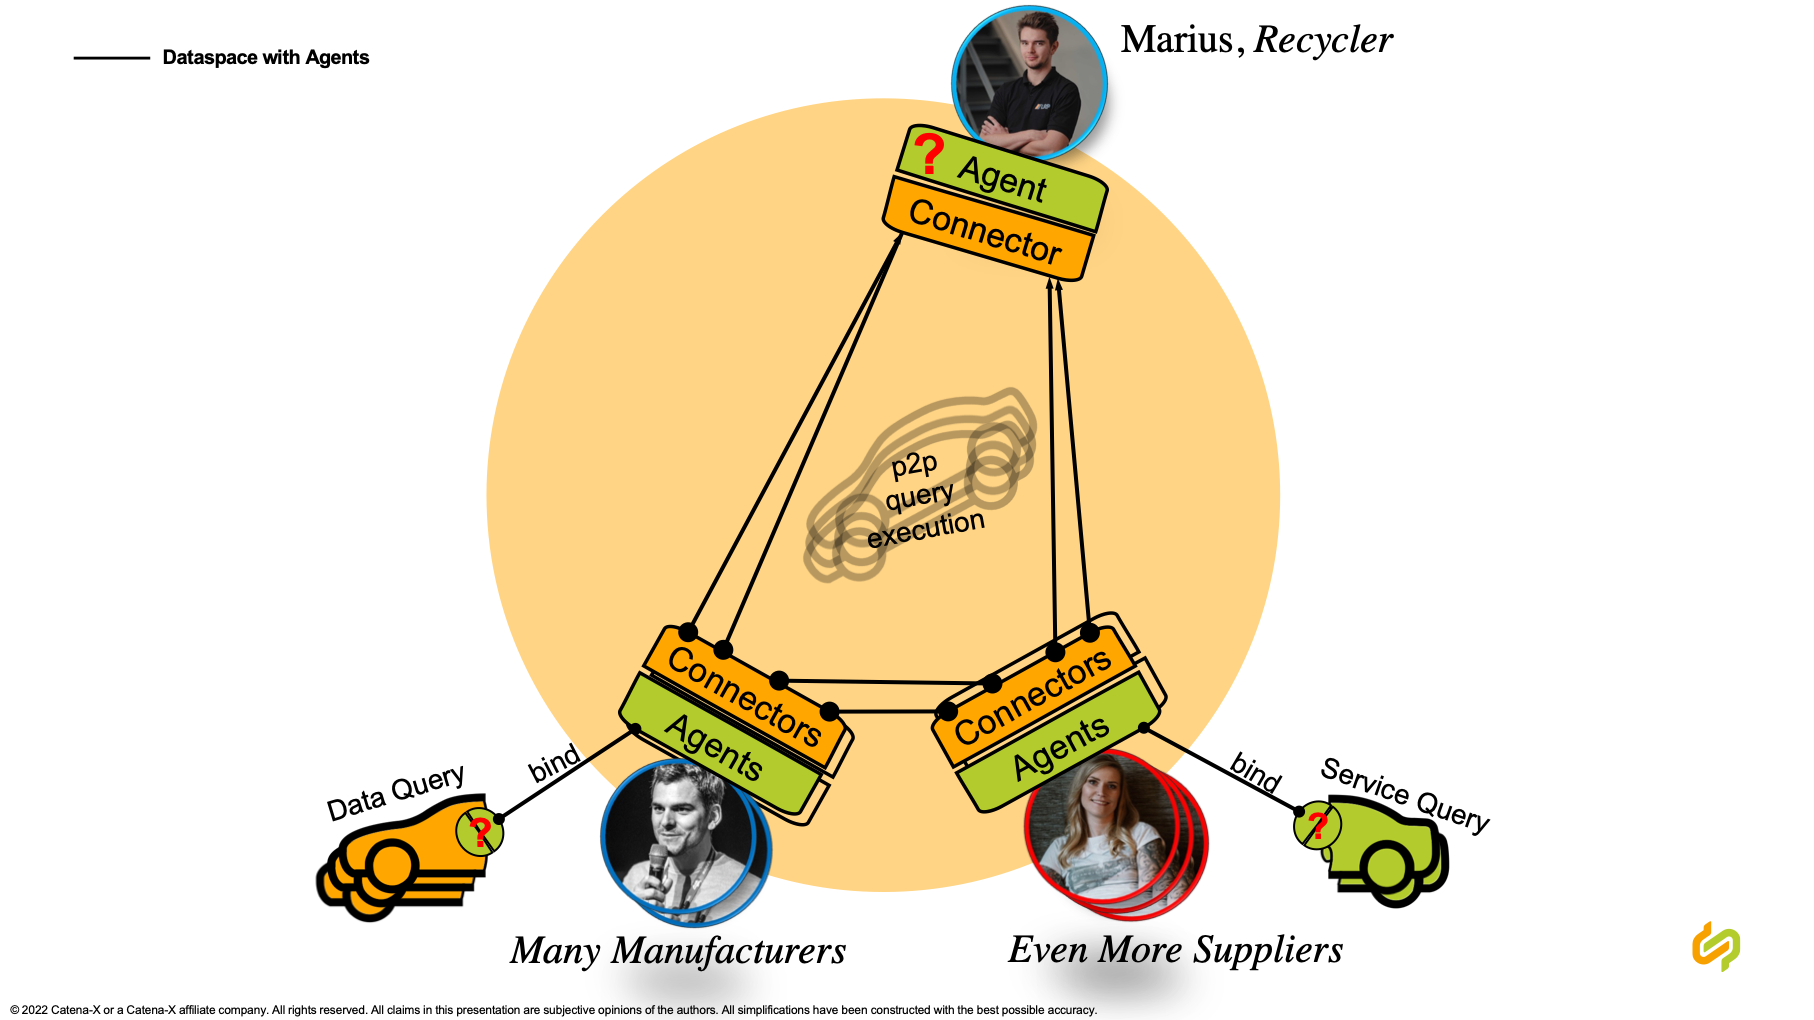 Marius, Recycler
Dataspace with Agents
?
Agent
Connector
p2p
query
execution
Connectors
Agents
Connectors
Agents
bind
Data Query
?
bind
Service Query
?
Many Manufacturers
Even More Suppliers
© 2022 Catena-X or a Catena-X affiliate company. All rights reserved. All claims in this presentation are subjective opinions of the authors. All simplifications have been constructed with the best possible accuracy.